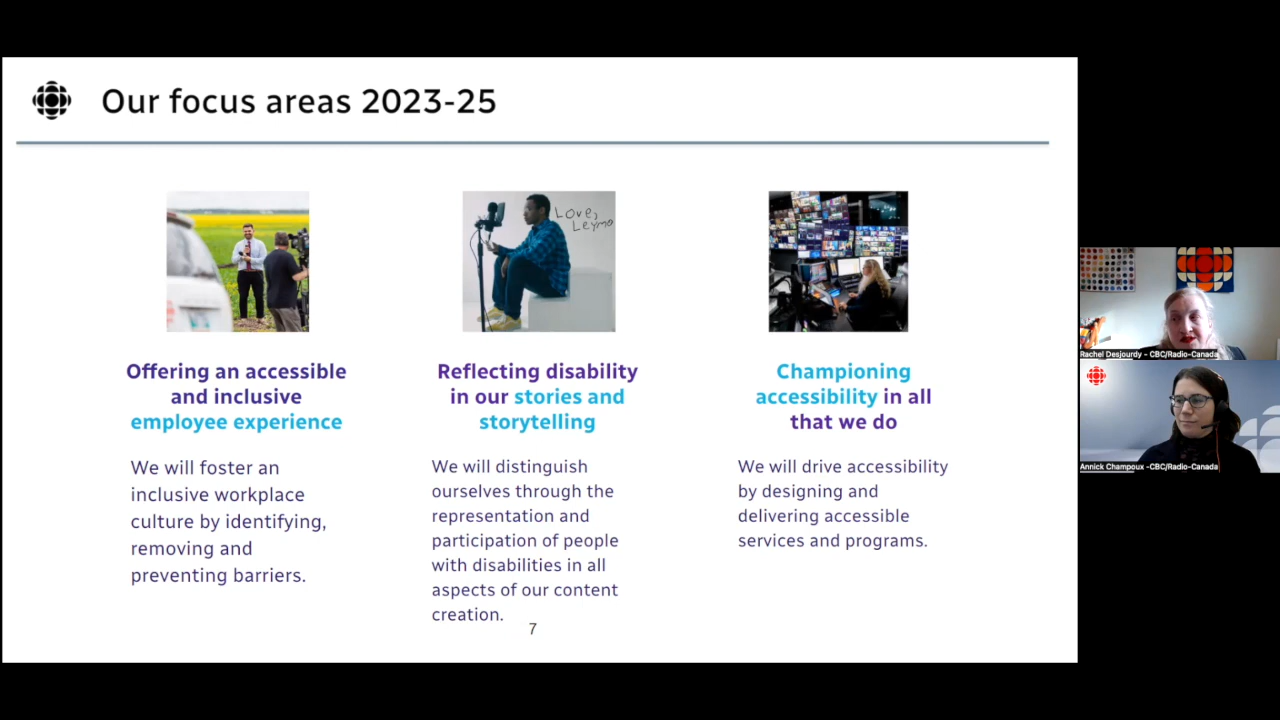 Our focus areas 2023-25
Love,
Leymo
Offering an accessible
and inclusive
employee experience
We will foster an
inclusive workplace
culture by identifying,
removing and
preventing barriers.
Reflecting disability
in our stories and
storytelling
We will distinguish
ourselves through the
representation and
participation of people
with disabilities in all
aspects of our content
creation.
Championing
accessibility in all
that we do
We will drive accessibility
by designing and
delivering accessible
services and programs.
7
Rachel Desjourdy - CBC/Radio-Canada
Annick Champoux -CBC/Radio-Canada